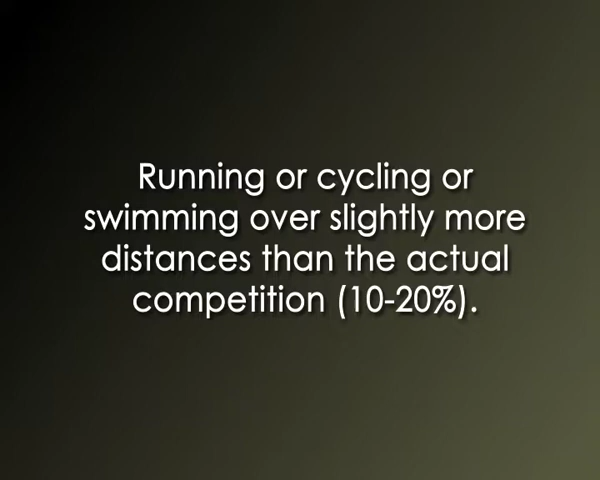 Running or cycling or
swimming over slightly more
distances than the actual
competition (10-20%).